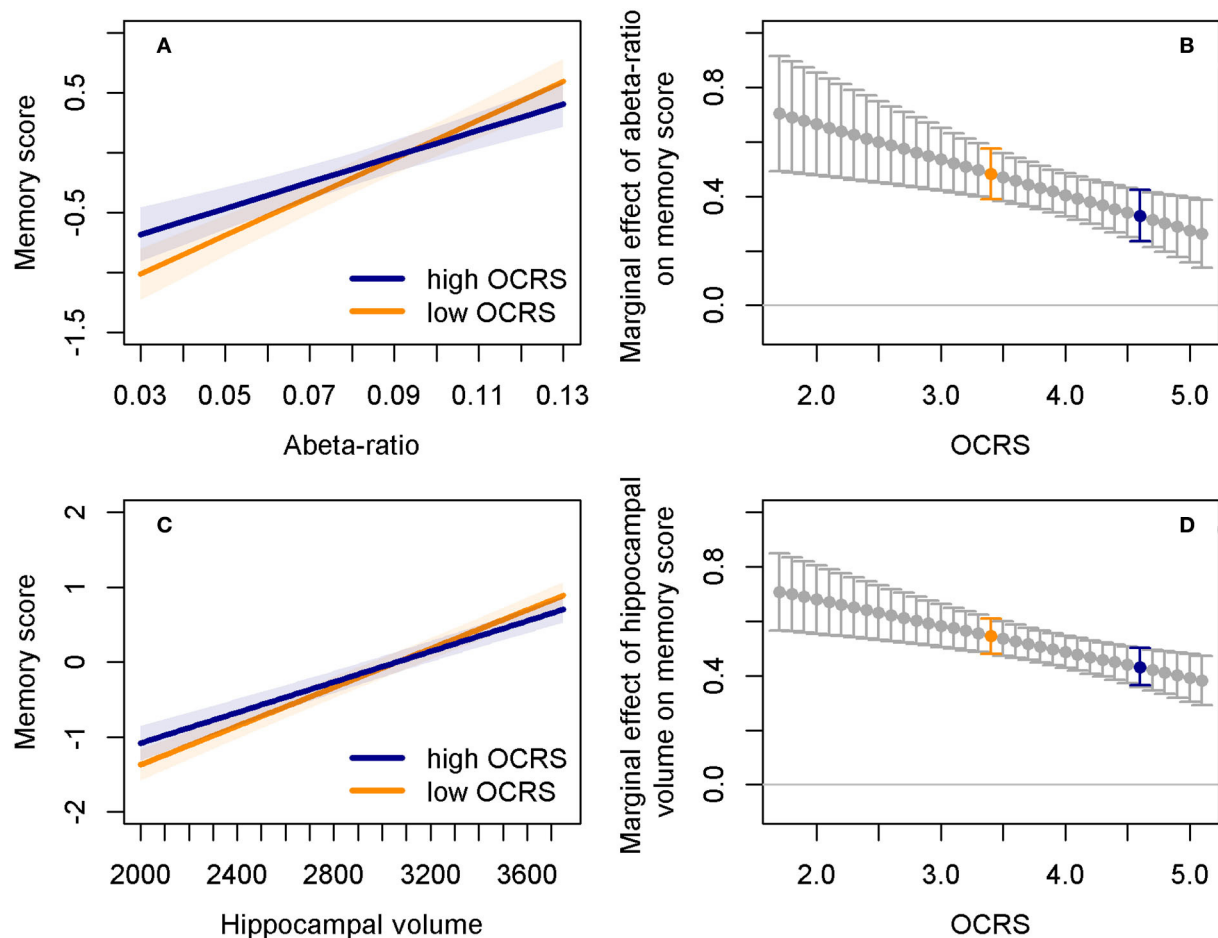 A
Memory score
0.5
-0.5
-1.5
high OCRS
low OCRS
0.03 0.05 0.07 0.09 0.11 0.13
Abeta-ratio
B
Marginal effect of abeta-ratio
on memory score
0.8
0.4
0.0
2.0 3.0 4.0 5.0
OCRS
C
Memory score
2
1
0
-1
-2
high OCRS
low OCRS
2000 2400 2800 3200 3600
Hippocampal volume
D
Marginal effect of hippocampal
volume on memory score
0.8
0.4
0.0
2.0 3.0 4.0 5.0
OCRS